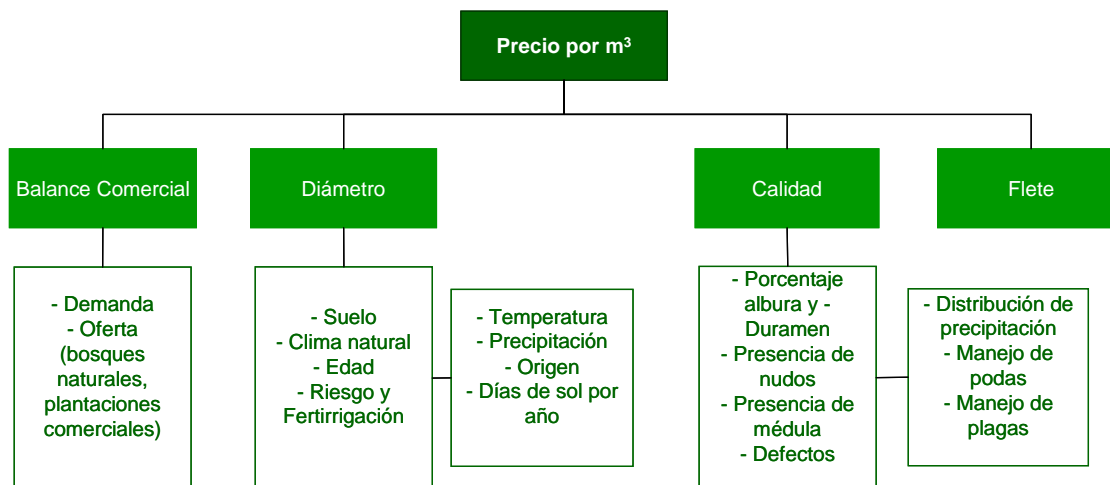 Precio por m³
Balance Comercial
Diámetro
Calidad
Flete
- Demanda
- Oferta
(bosques
naturales,
plantaciones
comerciales)
- Suelo
- Clima natural
- Edad
- Riesgo y
Fertirrigación
- Temperatura
- Precipitación
- Origen
- Días de sol por
año
- Porcentaje
albura y -
Duramen
- Presencia de
nudos
- Presencia de
médula
- Defectos
- Distribución de
precipitación
- Manejo de
podas
- Manejo de
plagas